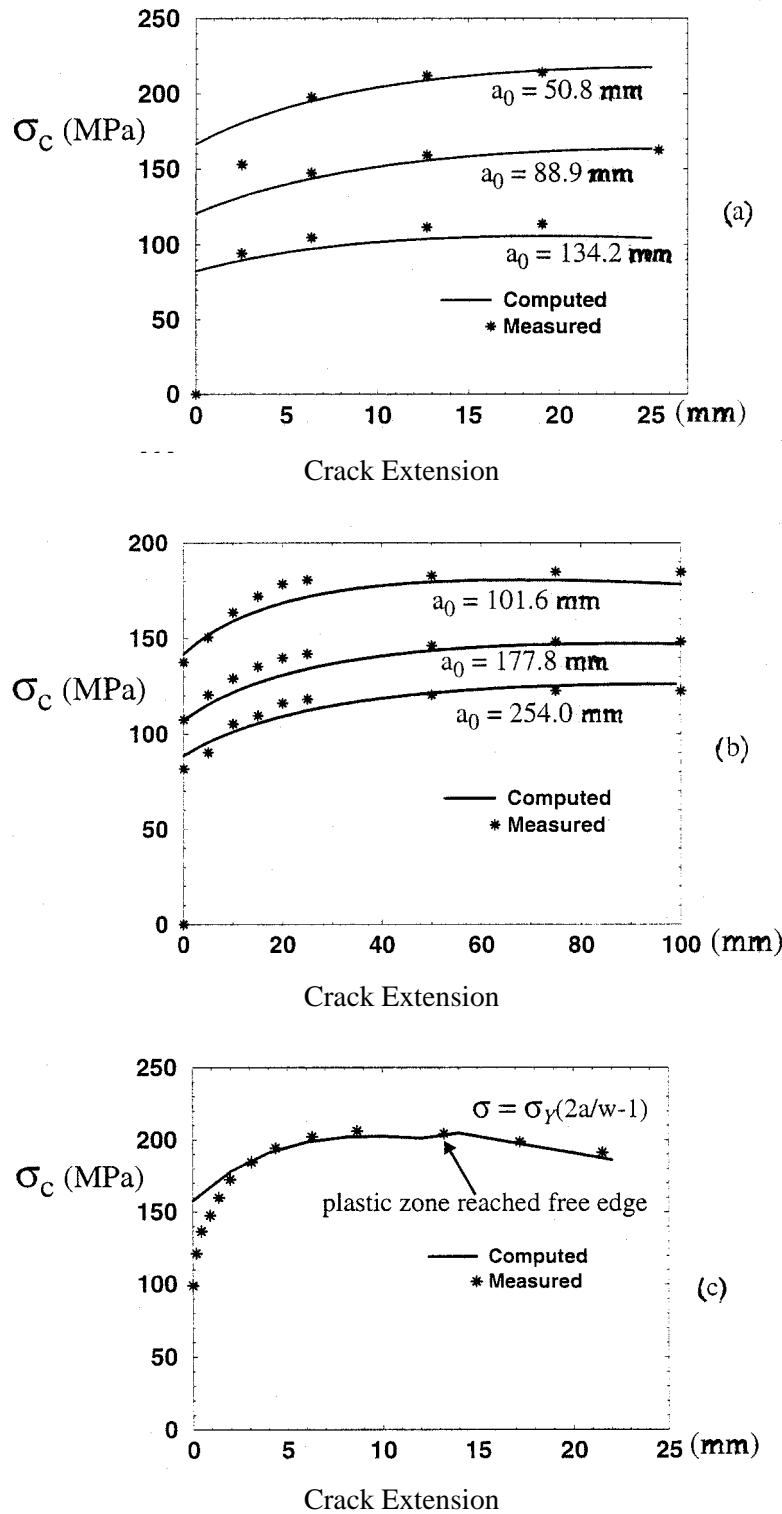 250
200
σc (MPa)
a0 = 50.8 mm
150
a0 = 88.9 mm
(a)
100
a0 = 134.2 mm
Computed
50
* Measured
0
0 5 10 15 20 25 (mm)
Crack Extension
200
a0 = 101.6 mm
150
a0 = 177.8 mm
σc (MPa)
a0 = 254.0 mm
100
(b)
Computed
50
* Measured
0
0 20 40 60 80 100 (mm)
Crack Extension
250
σ = σY(2a/w-1)
200
σc (MPa)
plastic zone reached free edge
150
Computed
100
* Measured
(c)
50
0
0 5 10 15 20 25 (mm)
Crack Extension